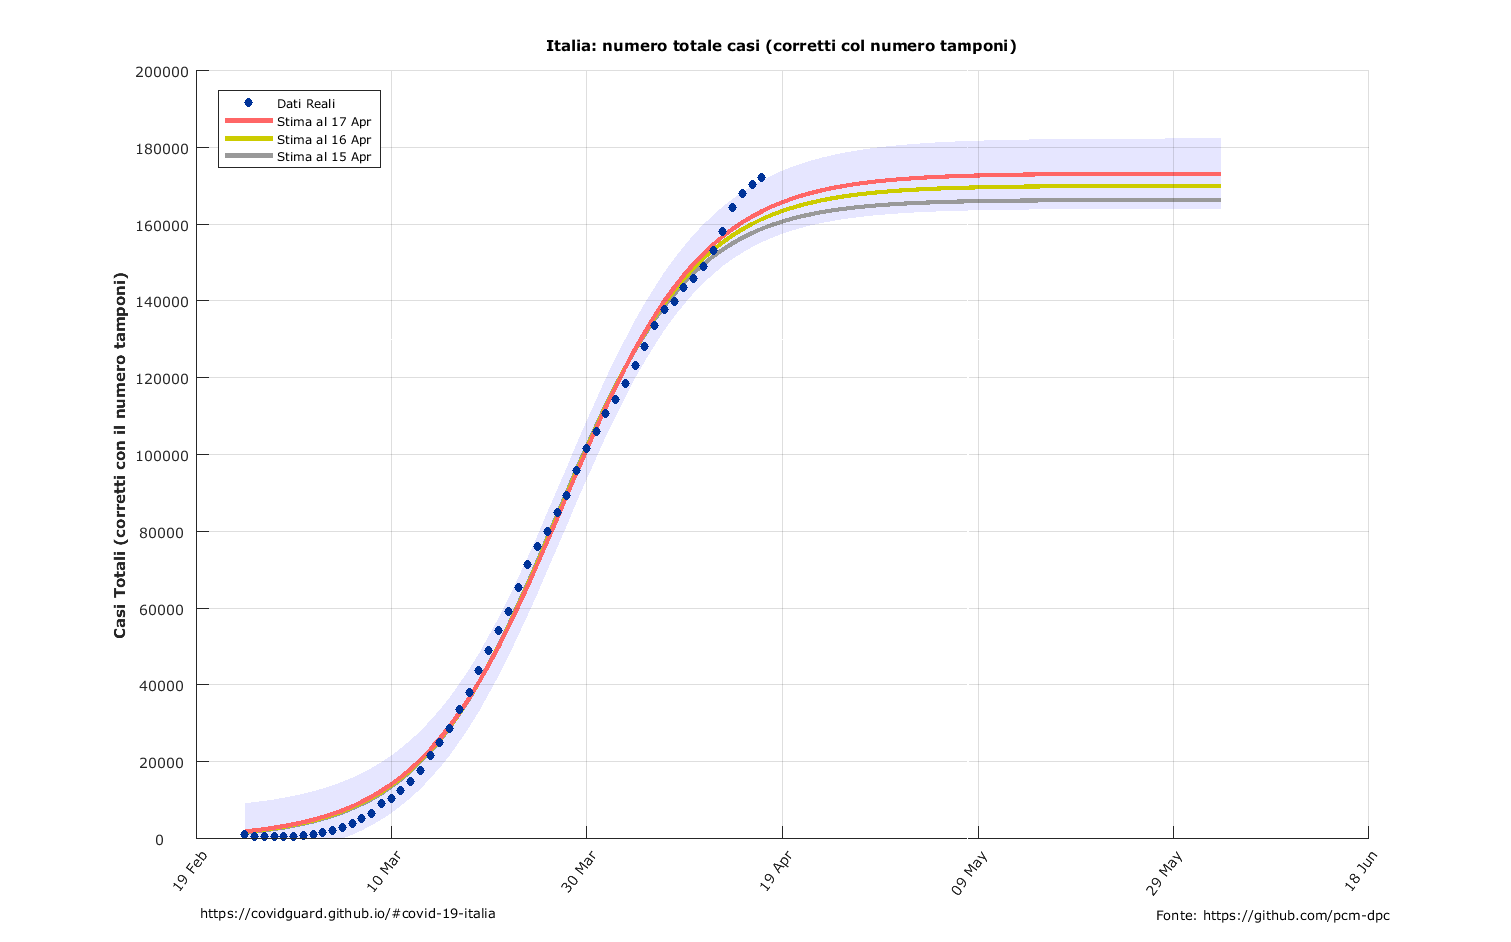 Italia: numero totale casi (corretti col numero tamponi)
200000
180000
160000
140000
120000
100000
80000
60000
40000
20000
0
Casi Totali (corretti con il numero tamponi)
Dati Reali
Stima al 17 Apr
Stima al 16 Apr
Stima al 15 Apr
19 Feb
10 Mar
30 Mar
19 Apr
09 May
29 May
18 Jun
https://covidguard.github.io/#covid-19-italia
Fonte: https://github.com/pcm-dpc